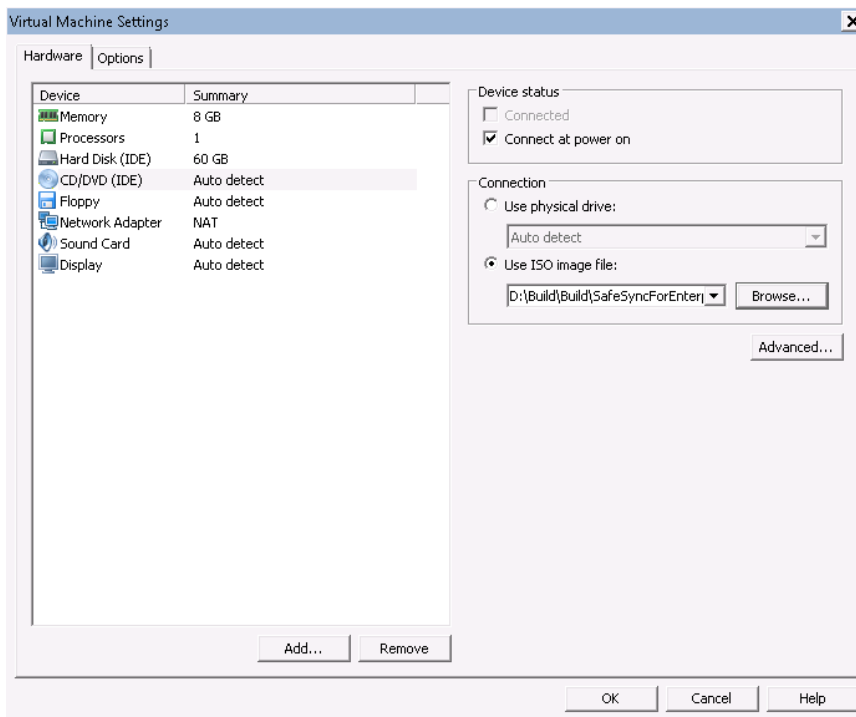 Virtual Machine Settings
Hardware Options
Device Summary
Memory 8 GB
Processors 1
Hard Disk (IDE) 60 GB
CD/DVD (IDE) Auto detect
Floppy Auto detect
Network Adapter NAT
Sound Card Auto detect
Display Auto detect
Add... Remove
Device status
Connected
Connect at power on
Connection
Use physical drive:
Auto detect
Use ISO image file:
D:\Build\Build\SafeSyncForEnter Browse...
Advanced...
OK Cancel Help